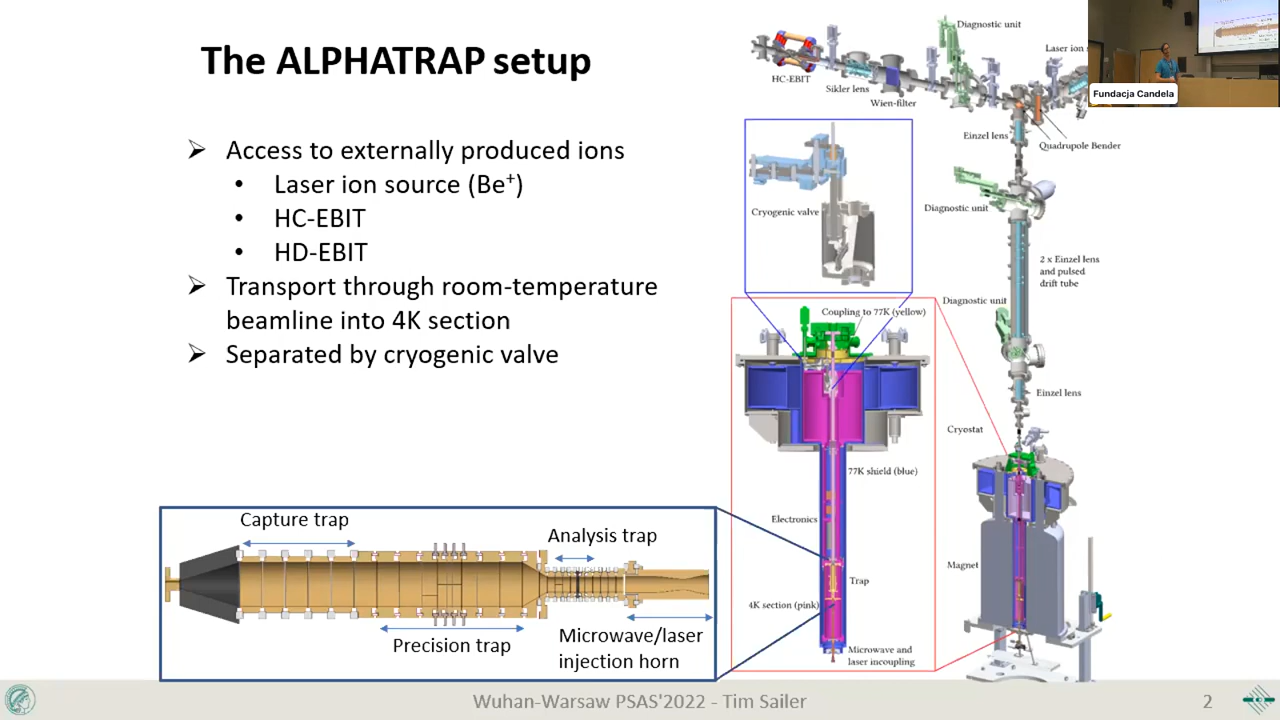 The ALPHATRAP setup
➢ Access to externally produced ions
• Laser ion source (Be⁺)
• HC-EBIT
• HD-EBIT
➢ Transport through room-temperature
beamline into 4K section
➢ Separated by cryogenic valve
Capture trap
Analysis trap
Precision trap
Microwave/laser
injection horn
HC-EBIT
Sikler lens
Wien-filter
Diagnostic unit
Laser ion
Fundacja Candela
Einzel lens
Quadrupole Bender
Cryogenic valve
Diagnostic unit
2 x Einzel lens
and pulsed
drift tube
Diagnostic unit
Coupling to 77K (yellow)
Einzel lens
Cryostat
77K shield (blue)
Electronics
Magnet
Trap
4K section (pink)
Microwave and
laser incoupling
Wuhan-Warsaw PSAS'2022 - Tim Sailer
2